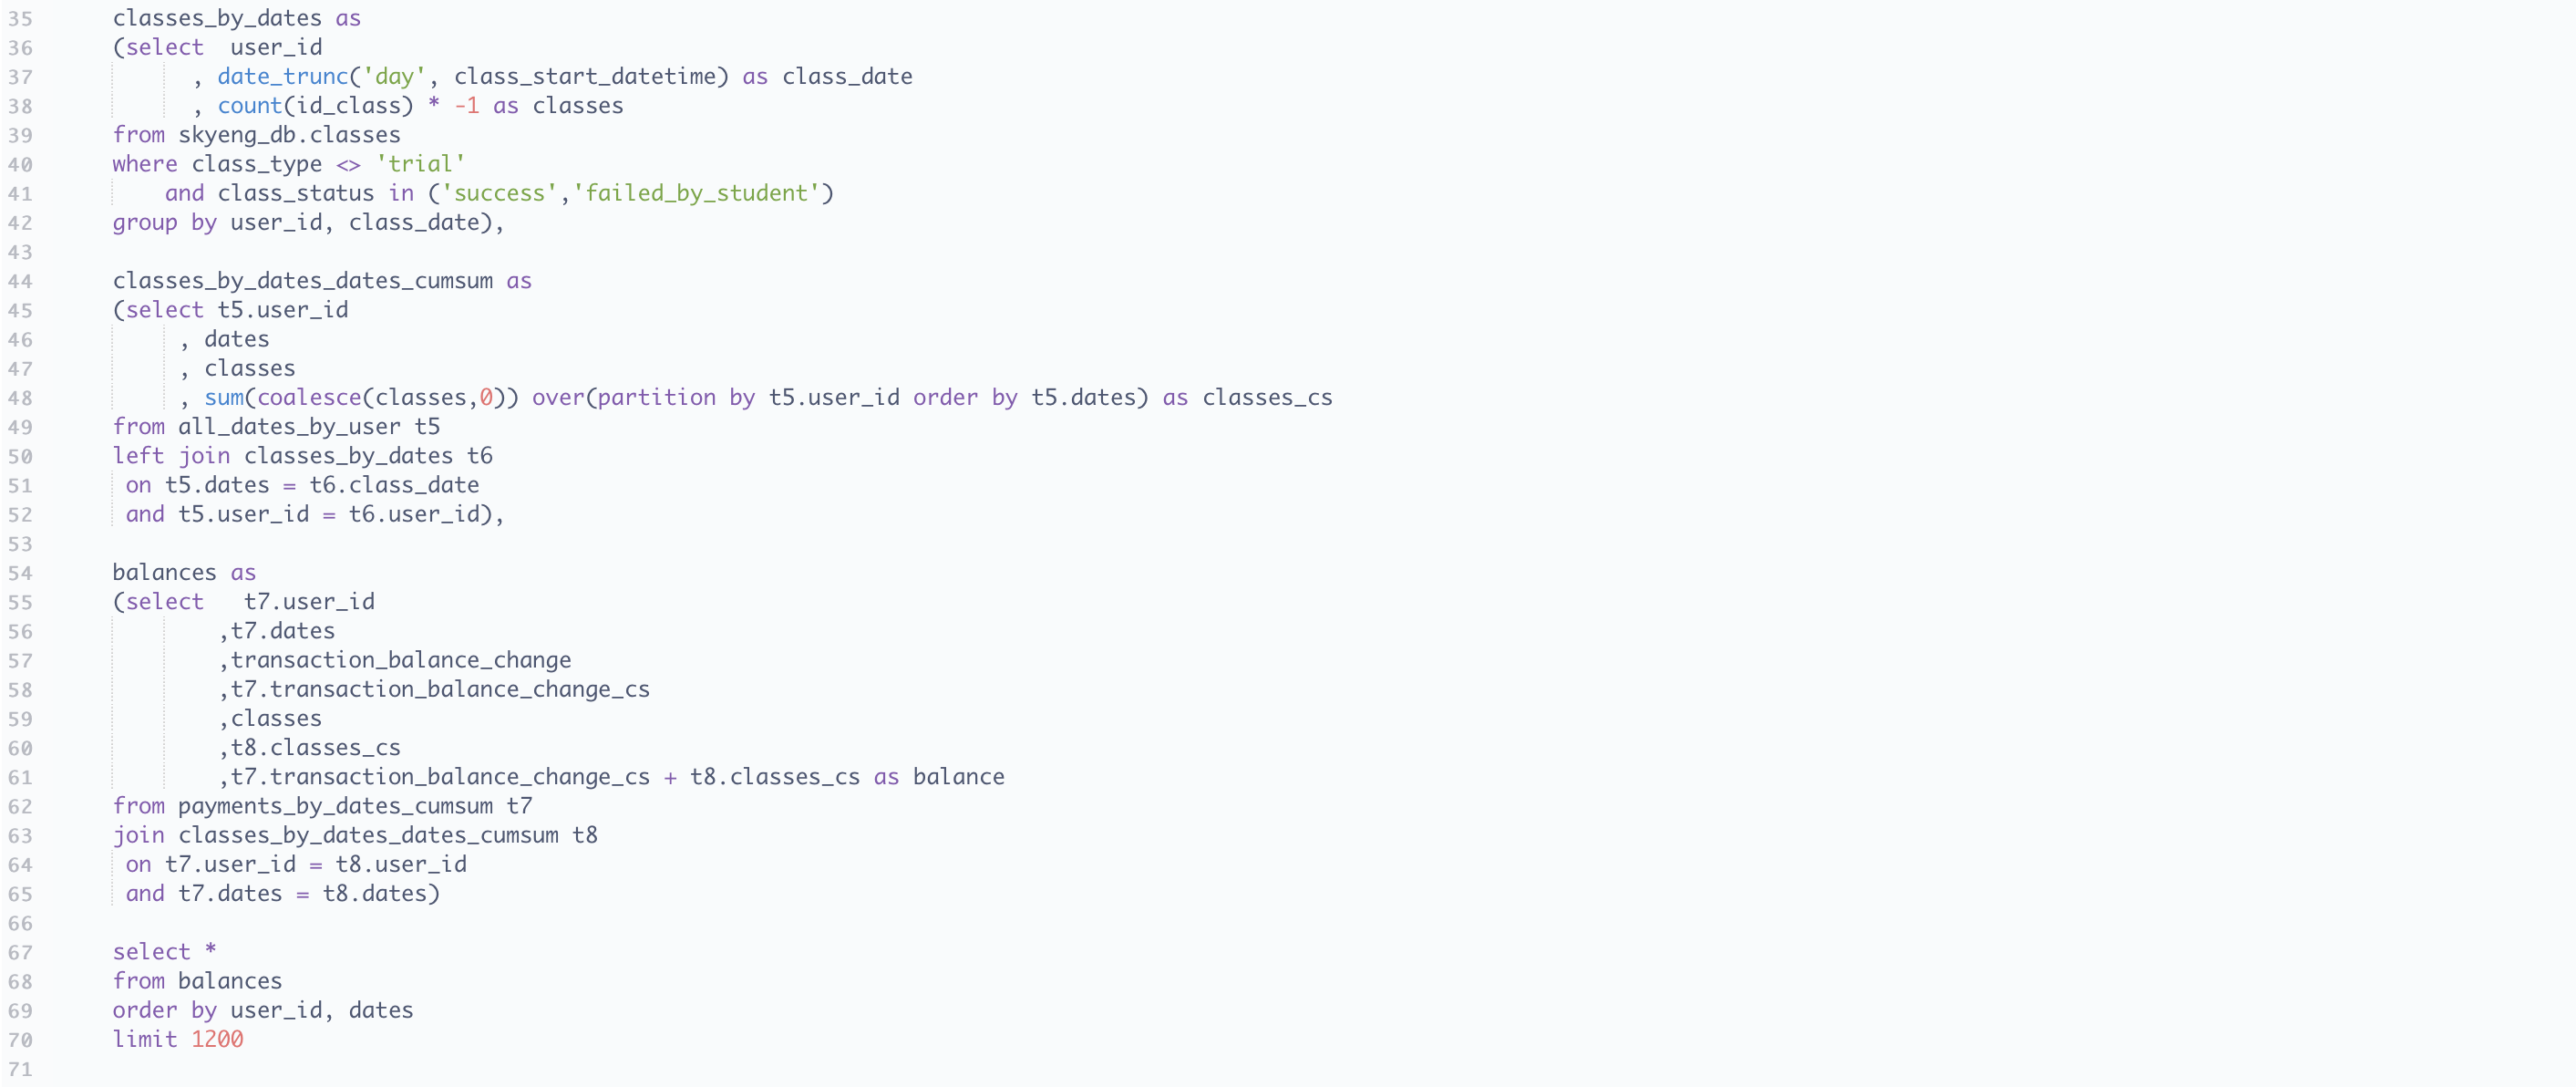 35 classes_by_dates as
36 (select  user_id
37 , date_trunc('day', class_start_datetime) as class_date
38 , count(id_class) * -1 as classes
39 from skyeng_db.classes
40 where class_type <> 'trial'
41 and class_status in ('success','failed_by_student')
42 group by user_id, class_date),
43
44 classes_by_dates_dates_cumsum as
45 (select t5.user_id
46 , dates
47 , classes
48 , sum(coalesce(classes,0)) over(partition by t5.user_id order by t5.dates) as classes_cs
49 from all_dates_by_user t5
50 left join classes_by_dates t6
51 on t5.dates = t6.class_date
52 and t5.user_id = t6.user_id),
53
54 balances as
55 (select   t7.user_id
56 ,t7.dates
57 ,transaction_balance_change
58 ,t7.transaction_balance_change_cs
59 ,classes
60 ,t8.classes_cs
61 ,t7.transaction_balance_change_cs + t8.classes_cs as balance
62 from payments_by_dates_cumsum t7
63 join classes_by_dates_dates_cumsum t8
64 on t7.user_id = t8.user_id
65 and t7.dates = t8.dates)
66
67 select *
68 from balances
69 order by user_id, dates
70 limit 1200
71